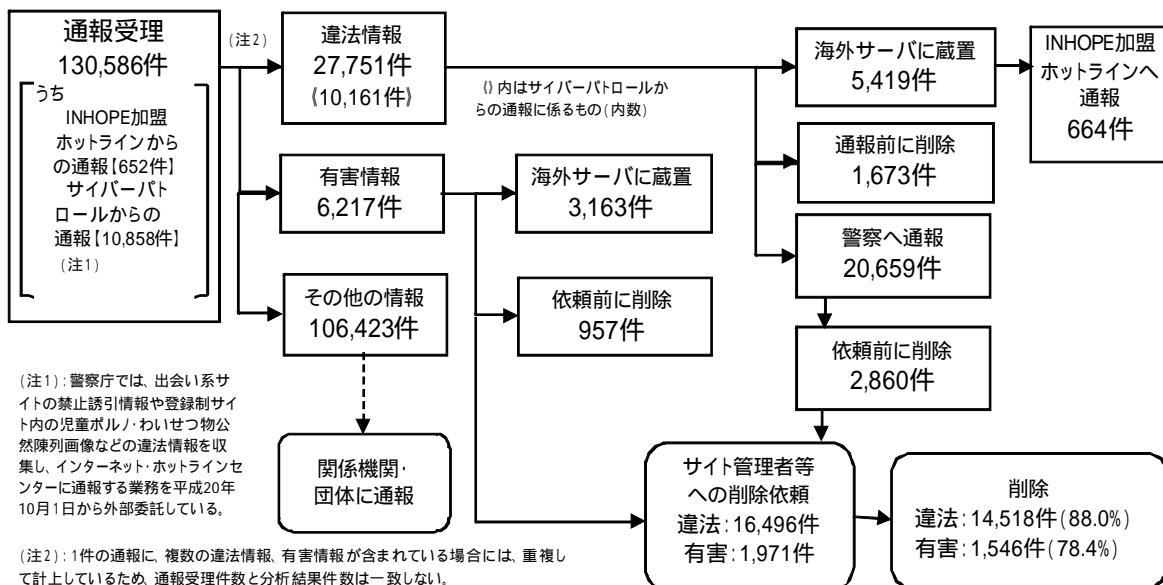 通報受理
130,586件
うち
INHOPE加盟
ホットラインから
の通報【652件】
サイバーパト
ロールからの
通報【10,858件】
(注1)
(注2)
違法情報
27,751件
《10,161件》
《》内はサイバーパトロールか
らの通報に係るもの(内数)
有害情報
6,217件
その他の情報
106,423件
関係機関・
団体に通報
海外サーバに蔵置
3,163件
依頼前に削除
957件
海外サーバに蔵置
5,419件
INHOPE加盟
ホットラインへ
通報
664件
通報前に削除
1,673件
警察へ通報
20,659件
依頼前に削除
2,860件
サイト管理者等
への削除依頼
違法:16,496件
有害:1,971件
削除
違法:14,518件(88.0%)
有害:1,546件(78.4%)
(注1):警察庁では、出会い系サ
イトの禁止誘引情報や登録制サイ
ト内の児童ポルノ・わいせつ物公
然陳列画像などの違法情報を収
集し、インターネット・ホットラインセ
ンターに通報する業務を平成20年
10月1日から外部委託している。
(注2):1件の通報に、複数の違法情報、有害情報が含まれている場合には、重複し
て計上しているため、通報受理件数と分析結果件数は一致しない。